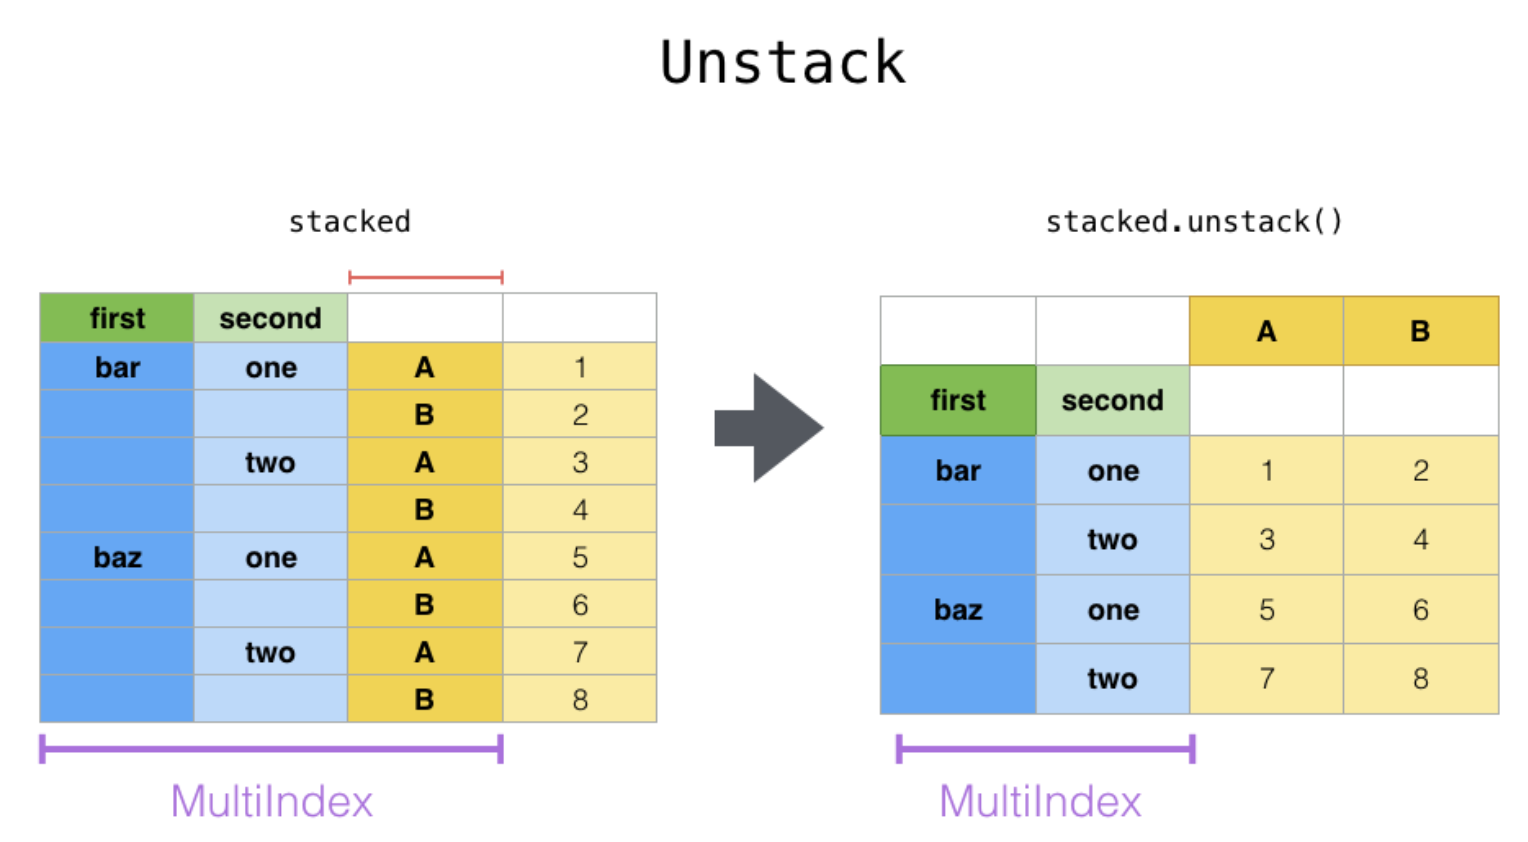 Unstack
stacked
first second
bar one A 1
B 2
two A 3
B 4
baz one A 5
B 6
two A 7
B 8
MultiIndex
stacked.unstack()
A B
first second
bar one 1 2
two 3 4
baz one 5 6
two 7 8
MultiIndex